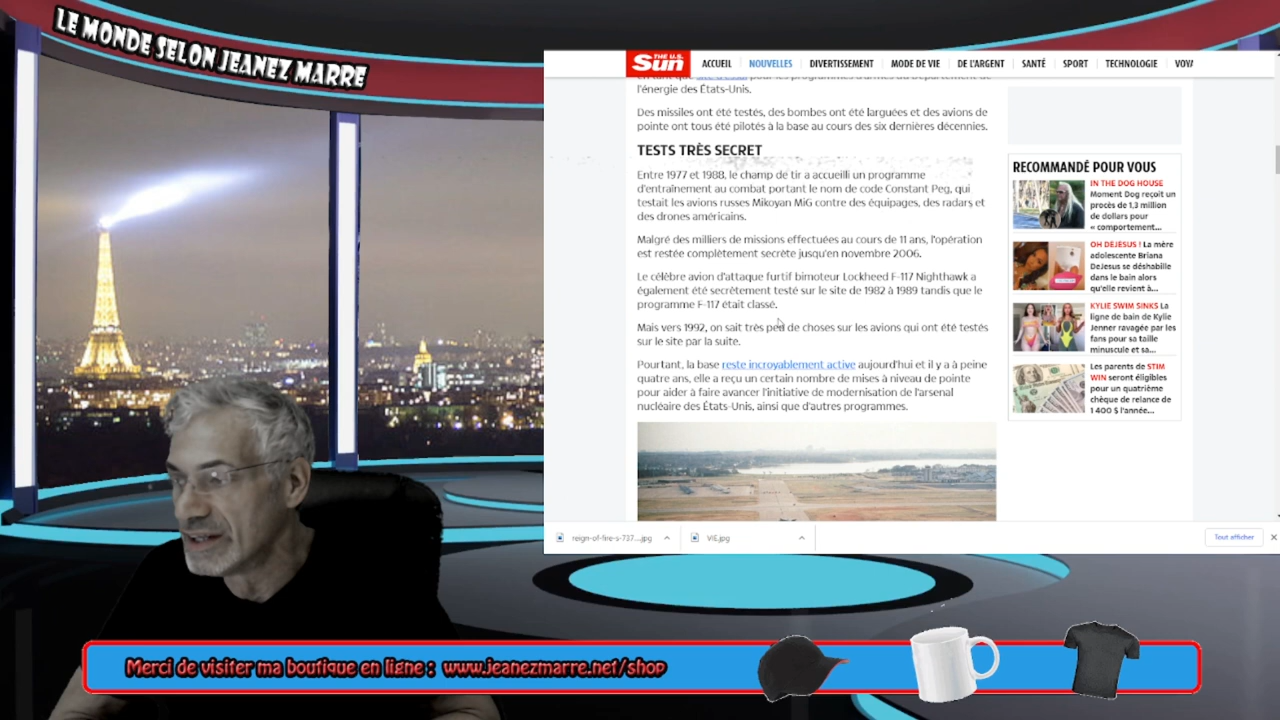 LE MONDE SELON JEANEZ MARRE
THE U.S. Sun
ACCUEIL NOUVELLES DIVERTISSEMENT MODE DE VIE DE L'ARGENT SANTÉ SPORT TECHNOLOGIE VOYA
l'énergie des États-Unis.
Des missiles ont été testés, des bombes ont été larguées et des avions de
pointe ont tous été pilotés à la base au cours des six dernières décennies.
TESTS TRÈS SECRET
Entre 1977 et 1988, le champ de tir a accueilli un programme
d'entraînement au combat portant le nom de code Constant Peg, qui
testait les avions russes Mikoyan MiG contre des équipages, des radars et
des drones américains.
Malgré des milliers de missions effectuées au cours de 11 ans, l'opération
est restée complètement secrète jusqu'en novembre 2006.
Le célèbre avion d'attaque furtif bimoteur Lockheed F-117 Nighthawk a
également été secrètement testé sur le site de 1982 à 1989 tandis que le
programme F-117 était classé.
Mais vers 1992, on sait très peu de choses sur les avions qui ont été testés
sur le site par la suite.
Pourtant, la base reste incroyablement active aujourd'hui et il y a à peine
quatre ans, elle a reçu un certain nombre de mises à niveau de pointe
pour aider à faire avancer l'initiative de modernisation de l'arsenal
nucléaire des États-Unis, ainsi que d'autres programmes.
RECOMMANDÉ POUR VOUS
IN THE DOG HOUSE
Moment Dog reçoit un
procès de 1,3 million
de dollars pour
« comportement...
OH DEJESUS ! La mère
adolescente Briana
DeJesus se déshabille
dans le bain alors
qu'elle revient à...
KYLIE SWIM SINKS La
ligne de bain de Kylie
Jenner ravagée par les
fans pour sa taille
minuscule et sa...
Les parents de STIM
WIN seront éligibles
pour un quatrième
chèque de relance de
1 400 $ l'année...
reign-of-fire-s-737....jpg
VIE.jpg
Tout afficher
Merci de visiter ma boutique en ligne : www.jeanezmarre.net/shop